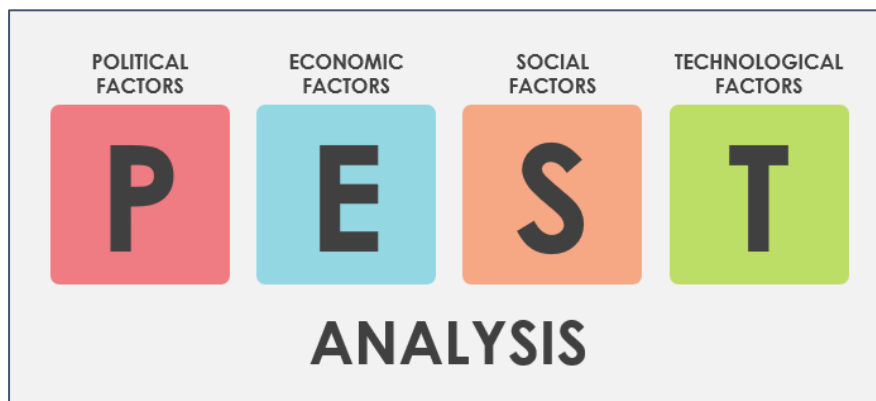 POLITICAL
FACTORS
ECONOMIC
FACTORS
SOCIAL
FACTORS
TECHNOLOGICAL
FACTORS
P E S T
ANALYSIS